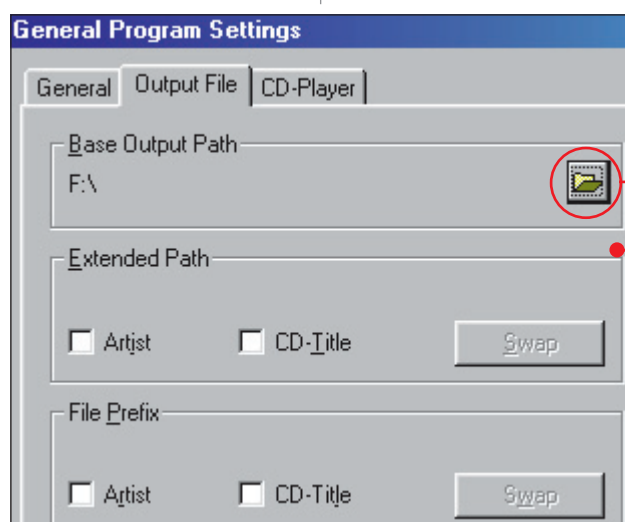 General Program Settings
General Output File CD-Player
Base Output Path
F:\
Extended Path
Artist CD-Title Swap
File Prefix
Artist CD-Title Swap